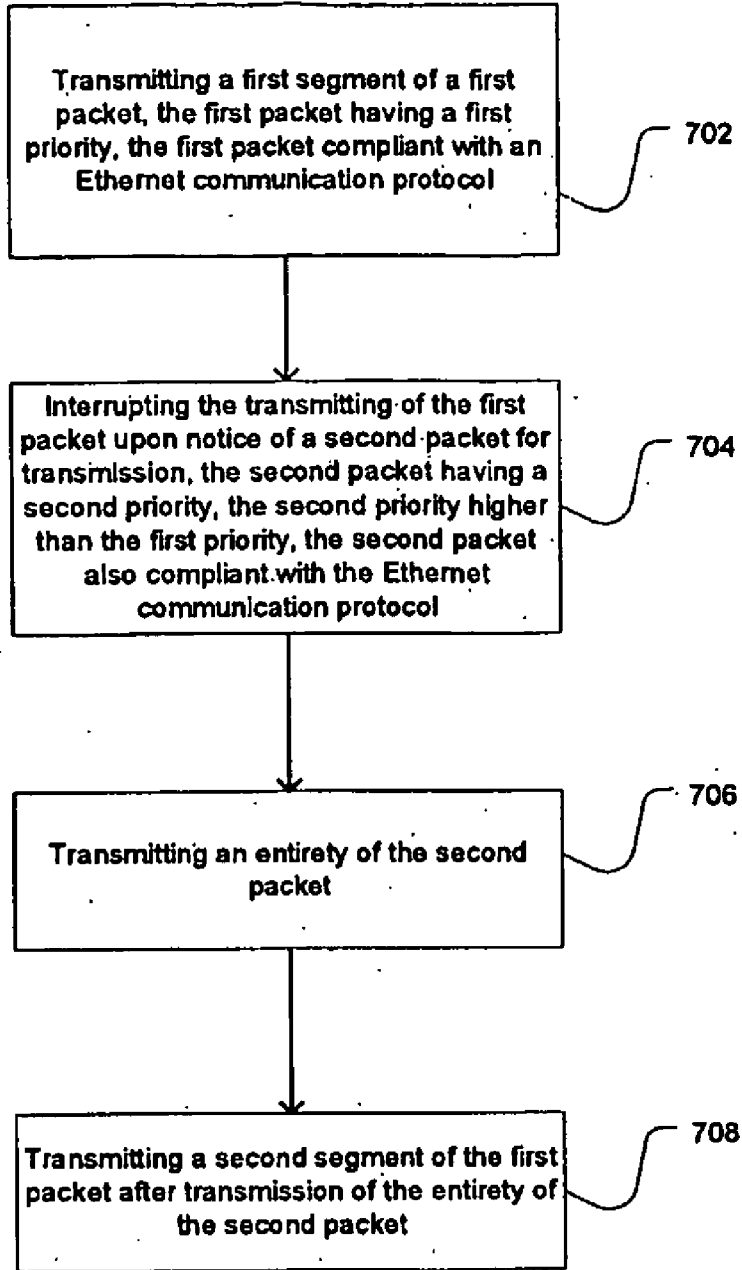 Transmitting a first segment of a first
packet, the first packet having a first
priority, the first packet compliant with an
Ethernet communication protocol
702
Interrupting the transmitting of the first
packet upon notice of a second packet for
transmission, the second packet having a
second priority, the second priority higher
than the first priority, the second packet
also compliant with the Ethernet
communication protocol
704
Transmitting an entirety of the second
packet
706
Transmitting a second segment of the first
packet after transmission of the entirety of
the second packet
708